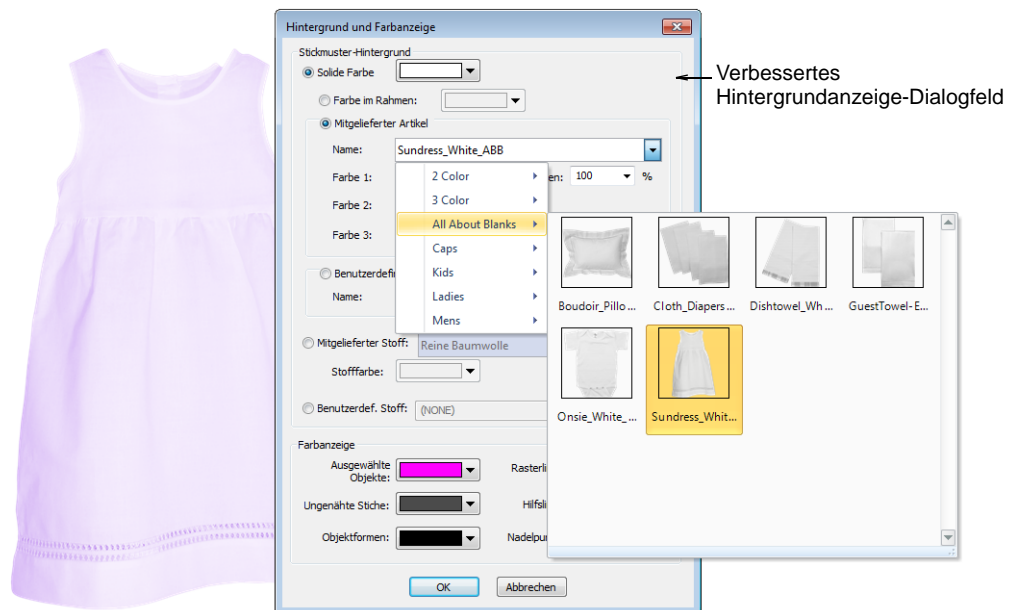 Hintergrund und Farbanzeige
Stickmuster-Hintergrund
Solide Farbe
Farbe im Rahmen:
Mitgelieferter Artikel
Name: Sundress_White_ABB
Farbe 1: en: 100 %
Farbe 2:
Farbe 3:
2 Color
3 Color
All About Blanks
Caps
Kids
Ladies
Mens
Boudoir_Pillo... Cloth_Diapers... Dishtowel_Wh... GuestTowel-E...
Onsie_White_... Sundress_Whit...
Benutzerdefi
Name:
Mitgelieferter Stoff: Reine Baumwolle
Stofffarbe:
Benutzerdef. Stoff: (NONE)
Farbanzeige
Ausgewählte
Objekte: Rasterli
Ungenähte Stiche: Hilfsli
Objektformen: Nadelpu
OK Abbrechen
Verbessertes
Hintergrundanzeige-Dialogfeld